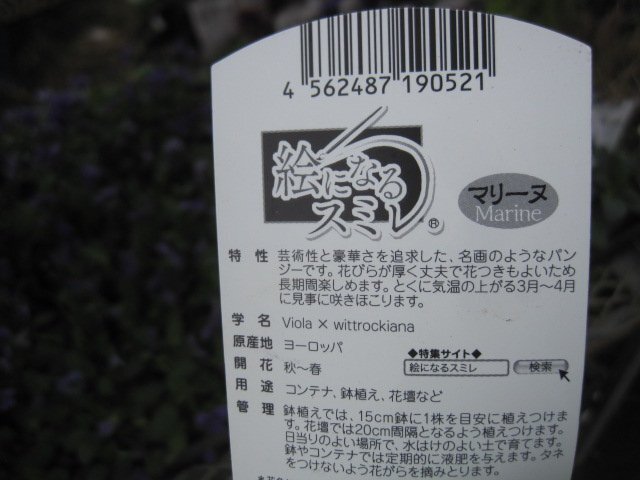 4 562487 190521
絵になる
スミレ®
マリーヌ
Marine
特性 芸術性と豪華さを追求した、名画のようなパン
ジーです。花びらが厚く丈夫で花つきもよいため
長期間楽しめます。とくに気温の上がる3月〜4月
に見事に咲きほこります。
学名 Viola × wittrockiana
原産地 ヨーロッパ
◆特集サイト◆
開花 秋〜春
絵になるスミレ 検索
用途 コンテナ、鉢植え、花壇など
管理 鉢植えでは、15cm鉢に1株を目安に植えつけま
す。花壇では20cm間隔となるよう植えつけます。
日当りのよい場所で、水はけのよい土で育てます。
鉢やコンテナでは定期的に液肥を与えます。タネ
をつけないよう花がらを摘みとります。